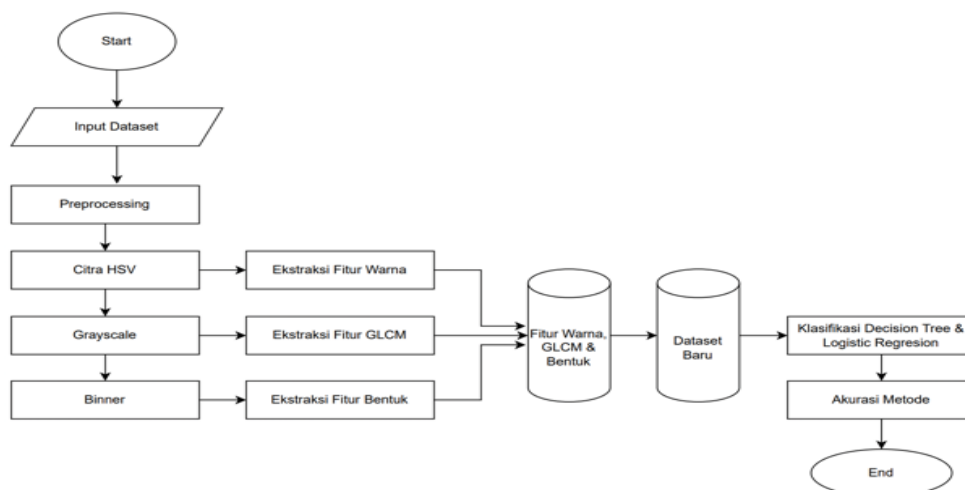 Start
Input Dataset
Preprocessing
Citra HSV
Ekstraksi Fitur Warna
Grayscale
Ekstraksi Fitur GLCM
Binner
Ekstraksi Fitur Bentuk
Fitur Warna,
GLCM &
Bentuk
Dataset
Baru
Klasifikasi Decision Tree &
Logistic Regresion
Akurasi Metode
End